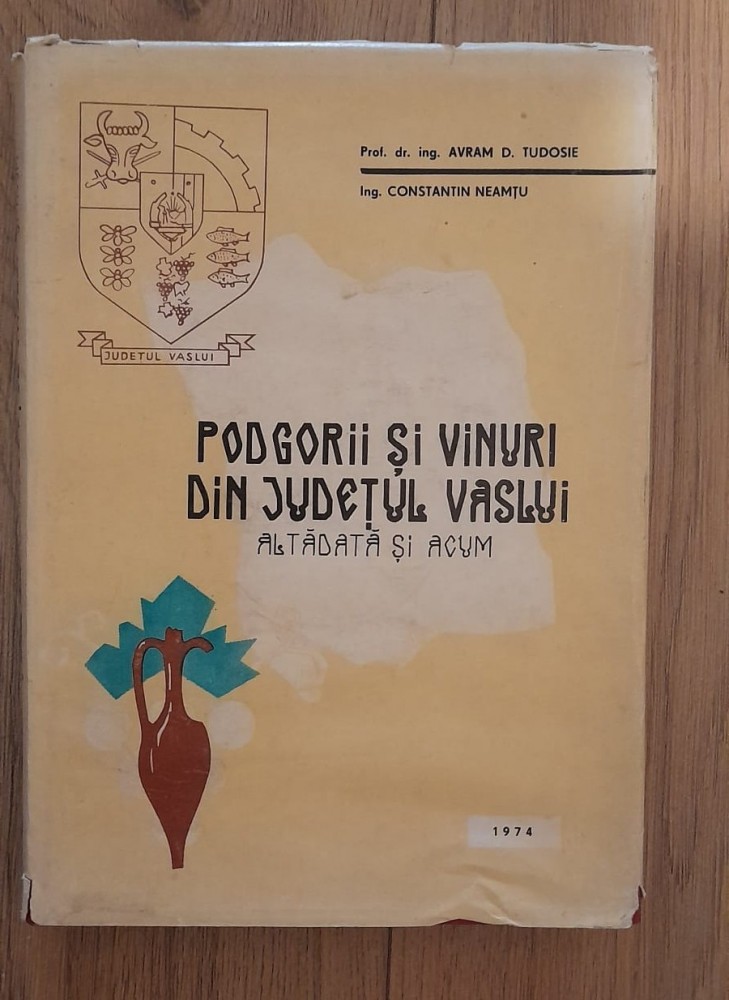 JUDEȚUL VASLUI
Prof. dr. ing. AVRAM D. TUDOSIE
Ing. CONSTANTIN NEAMȚU
PODGORII ȘI VINURI
DIN JUDEȚUL VASLUI
ALTĂDATĂ ȘI ACUM
1974